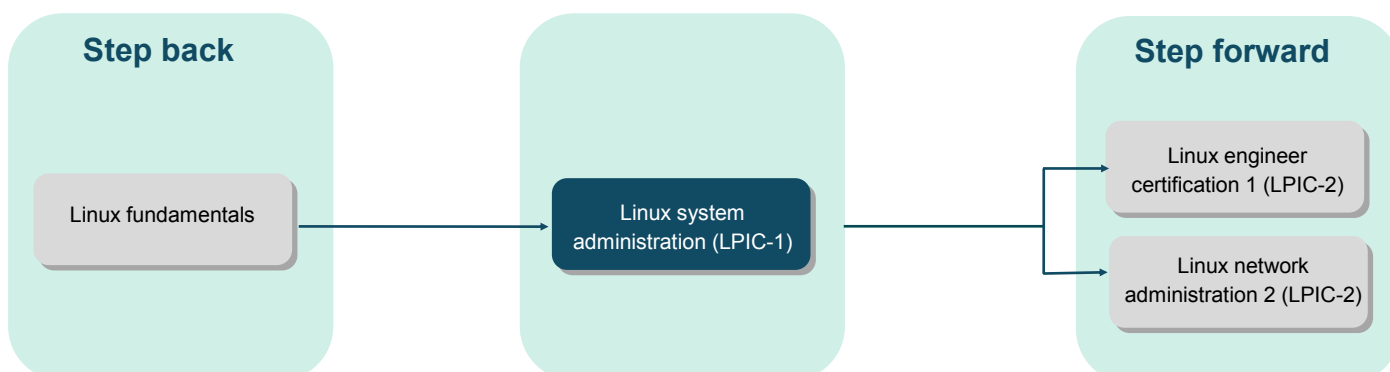 Step back
Linux fundamentals
Linux system
administration (LPIC-1)
Step forward
Linux engineer
certification 1 (LPIC-2)
Linux network
administration 2 (LPIC-2)